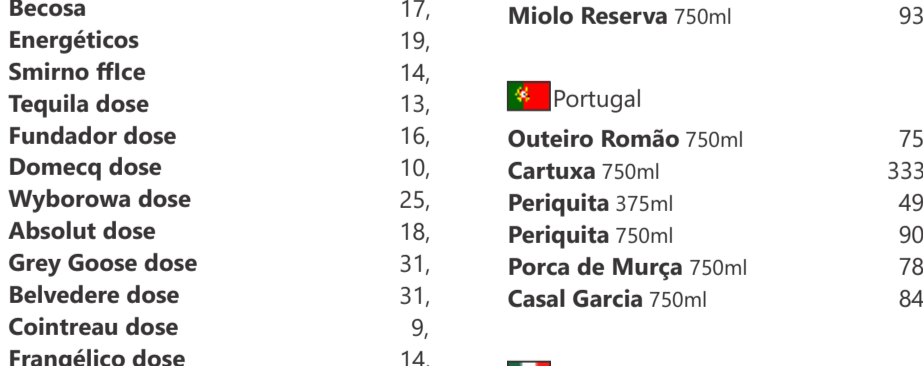 Becosa 17,
Energéticos 19,
Smirno fflce 14,
Tequila dose 13,
Fundador dose 16,
Domecq dose 10,
Wyborowa dose 25,
Absolut dose 18,
Grey Goose dose 31,
Belvedere dose 31,
Cointreau dose 9,
Frangélico dose 14,
Miolo Reserva 750ml 93
Portugal
Outeiro Romão 750ml 75
Cartuxa 750ml 333
Periquita 375ml 49
Periquita 750ml 90
Porca de Murça 750ml 78
Casal Garcia 750ml 84